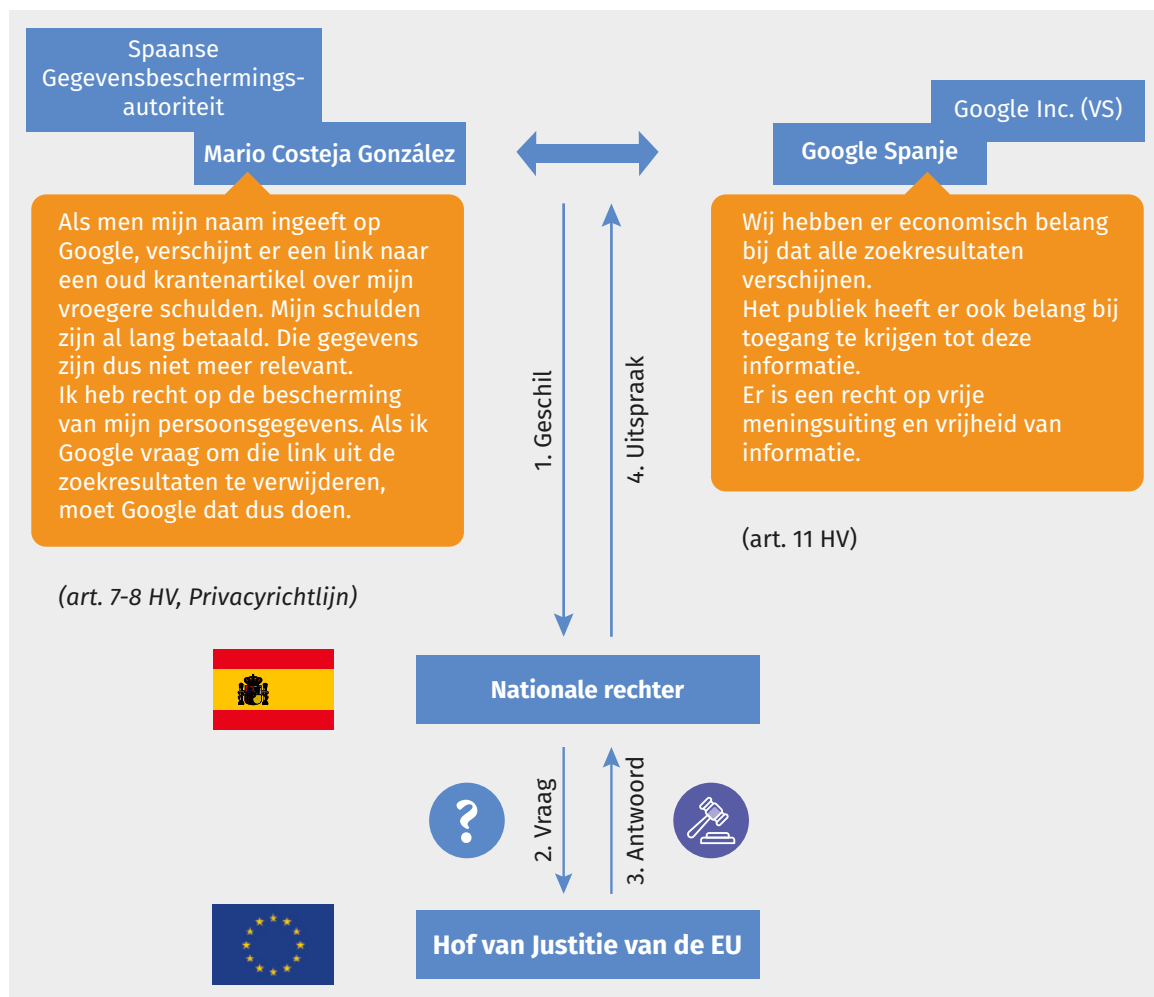 Spaanse
Gegevensbeschermings-
autoriteit
Mario Costeja González
Google Inc. (VS)
Google Spanje
Als men mijn naam ingeeft op
Google, verschijnt er een link naar
een oud krantenartikel over mijn
vroegere schulden. Mijn schulden
zijn al lang betaald. Die gegevens
zijn dus niet meer relevant.
Ik heb recht op de bescherming
van mijn persoonsgegevens. Als ik
Google vraag om die link uit de
zoekresultaten te verwijderen,
moet Google dat dus doen.
(art. 7-8 HV, Privacyrichtlijn)
1. Geschil
4. Uitspraak
Wij hebben er economisch belang
bij dat alle zoekresultaten
verschijnen.
Het publiek heeft er ook belang bij
toegang te krijgen tot deze
informatie.
Er is een recht op vrije
meningsuiting en vrijheid van
informatie.
(art. 11 HV)
Nationale rechter
?
2. Vraag
3. Antwoord
Hof van Justitie van de EU